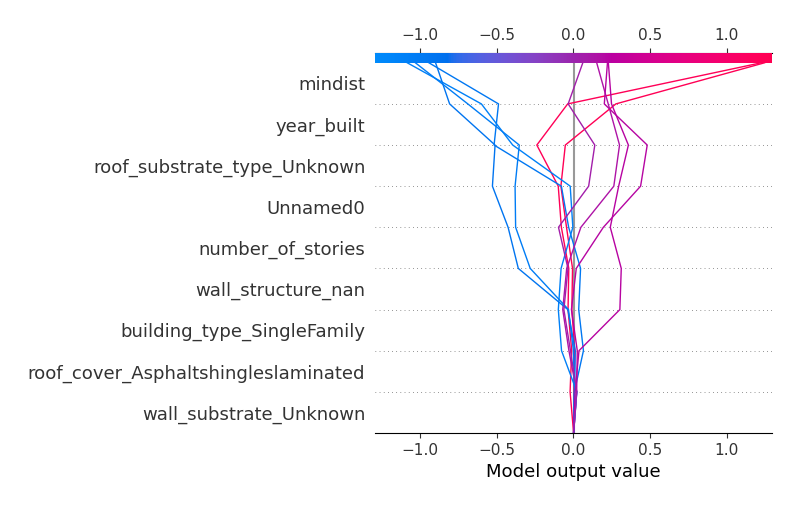 −1.0 −0.5 0.0 0.5 1.0
mindist
year_built
roof_substrate_type_Unknown
Unnamed0
number_of_stories
wall_structure_nan
building_type_SingleFamily
roof_cover_Asphaltshingleslaminated
wall_substrate_Unknown
−1.0 −0.5 0.0 0.5 1.0
Model output value